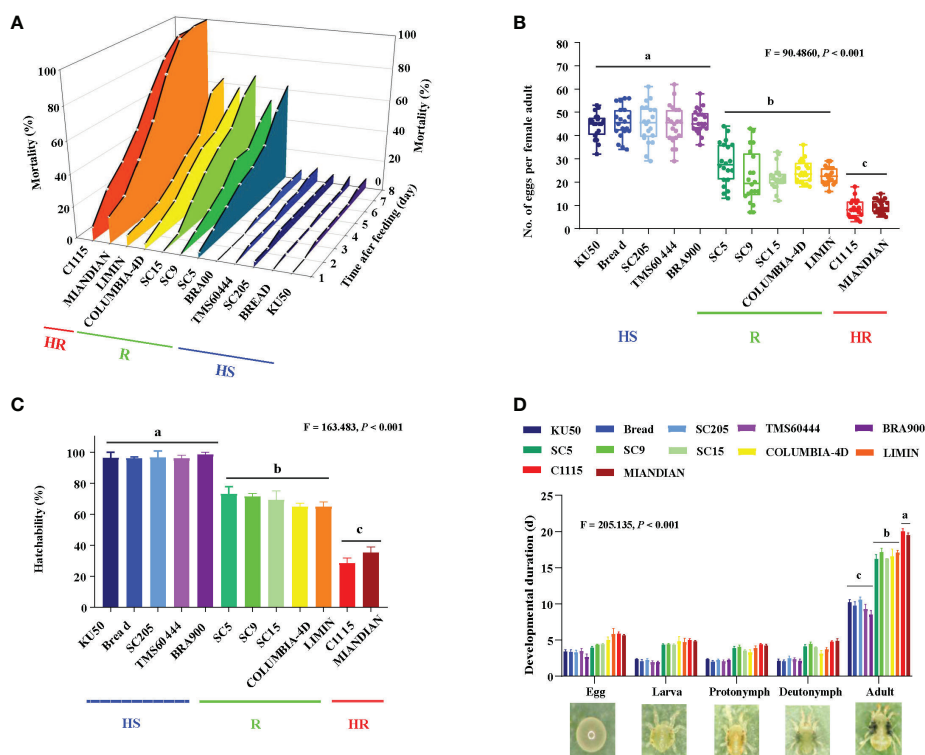 A
Mortality (%)
100
80
60
40
20
0
100
80
60
40
20
0
Mortality (%)
8
7
6
5
4
3
2
1
Time afer feeding (day)
C1115
MIANDIAN
LIMIN
COLUMBIA-4D
SC15
SC9
SC5
BRA00
TMS60444
SC205
BREAD
KU50
HR
R
HS
B
F = 90.4860, P < 0.001
No. of eggs per female adult
80
70
60
50
40
30
20
10
0
a
b
c
KU50
Brea d
SC205
TMS60444
BRA900
SC5
SC9
SC15
COLUMBIA-4D
LIMIN
C1115
MIANDIAN
HS
R
HR
C
F = 163.483, P < 0.001
Hatchability (%)
100
80
60
40
20
0
a
b
c
KU50
Brea d
SC205
TMS60444
BRA900
SC5
SC9
SC15
COLUMBIA-4D
LIMIN
C1115
MIANDIAN
HS
R
HR
D
KU50 Bread SC205 TMS60444 BRA900
SC5 SC9 SC15 COLUMBIA-4D LIMIN
C1115 MIANDIAN
F = 205.135, P < 0.001
Developmental duration (d)
25
20
15
10
5
0
c
b
a
Egg Larva Protonymph Deutonymph Adult